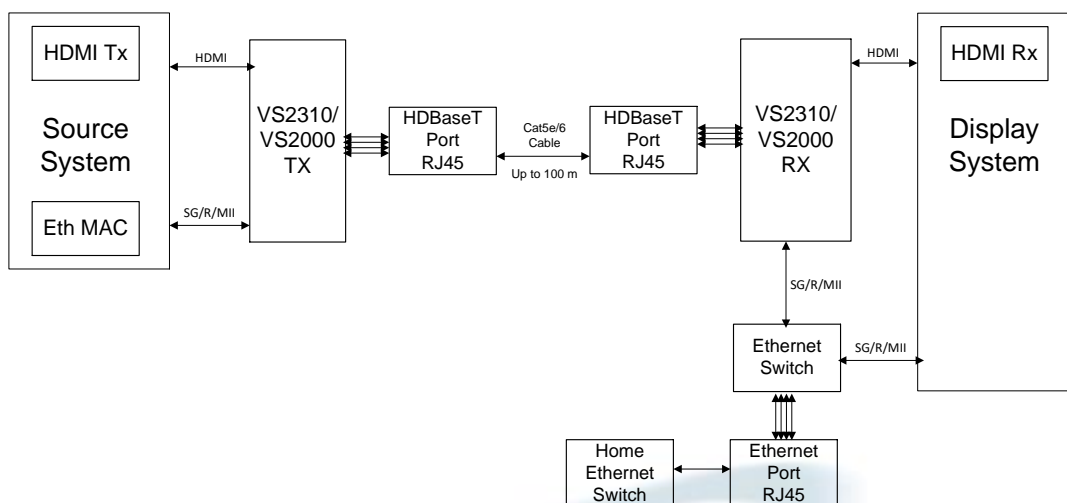 HDMI Tx
Source
System
Eth MAC
HDMI
SG/R/MII
VS2310/
VS2000
TX
HDBaseT
Port
RJ45
Cat5e/6
Cable
Up to 100 m
HDBaseT
Port
RJ45
VS2310/
VS2000
RX
HDMI
HDMI Rx
Display
System
SG/R/MII
Ethernet
Switch
SG/R/MII
Home
Ethernet
Switch
Ethernet
Port
RJ45